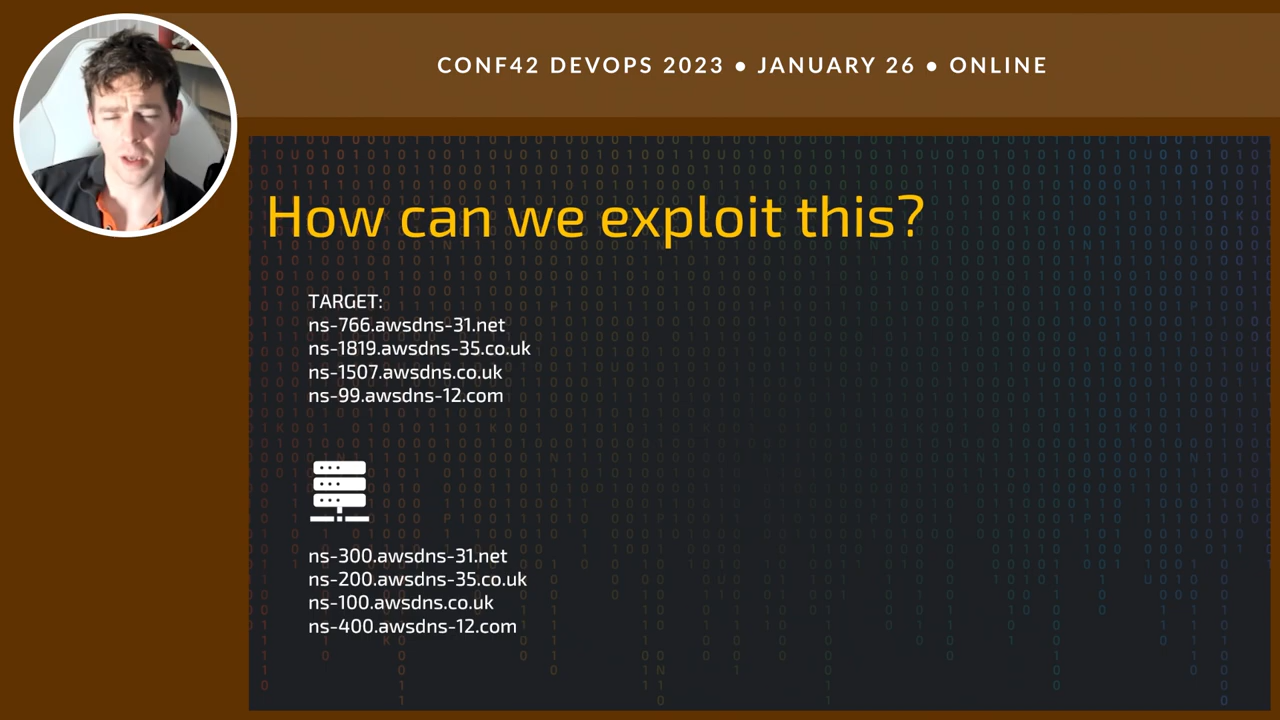 CONF42 DEVOPS 2023 • JANUARY 26 • ONLINE
How can we exploit this?
TARGET:
ns-766.awsdns-31.net
ns-1819.awsdns-35.co.uk
ns-1507.awsdns.co.uk
ns-99.awsdns-12.com
ns-300.awsdns-31.net
ns-200.awsdns-35.co.uk
ns-100.awsdns.co.uk
ns-400.awsdns-12.com